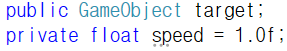 public GameObject target;
private float speed = 1.0f;